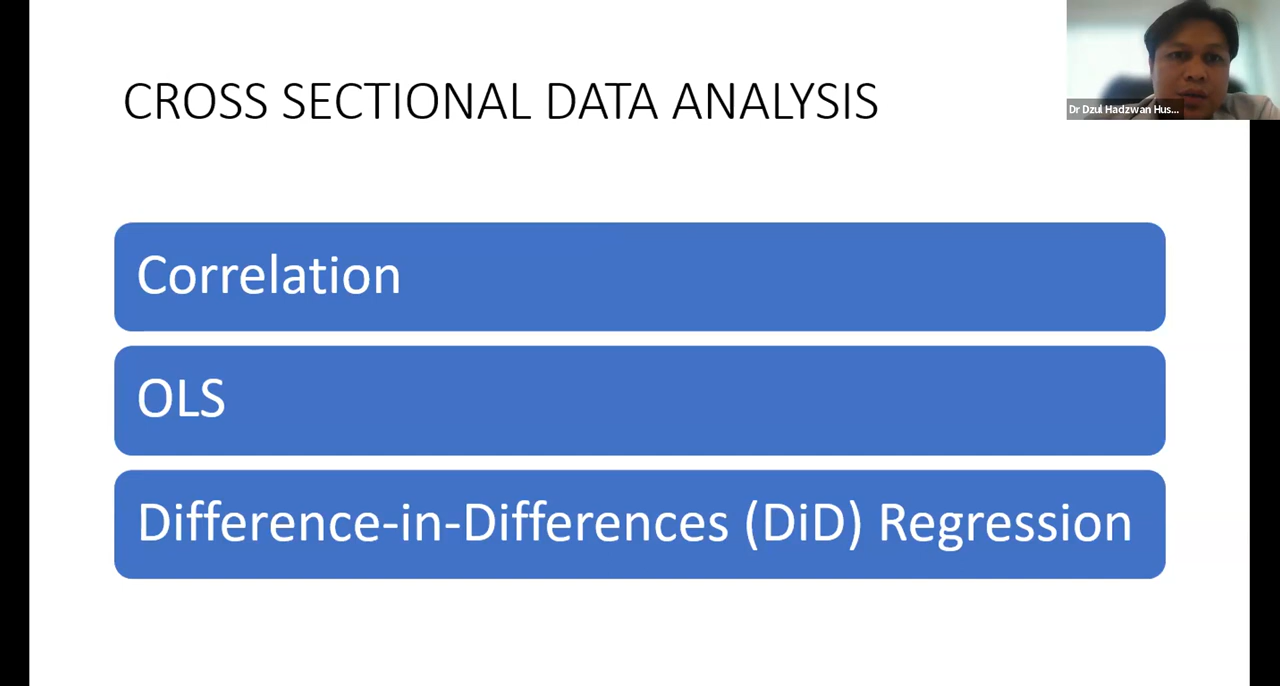 CROSS SECTIONAL DATA ANALYSIS
Dr Dzul Hadzwan Hus...
Correlation
OLS
Difference-in-Differences (DiD) Regression